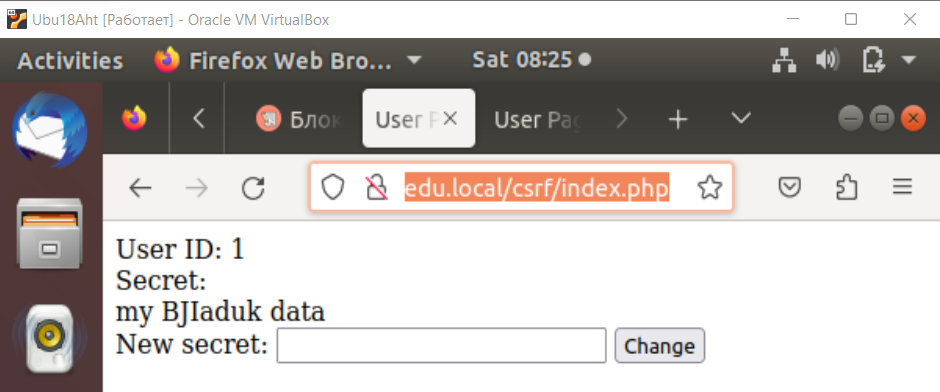 Ubu18Aht [Работает] - Oracle VM VirtualBox
Activities Firefox Web Bro... Sat 08:25
Блок User P User Pag
edu.local/csrf/index.php
User ID: 1
Secret:
my BJIaduk data
New secret: Change